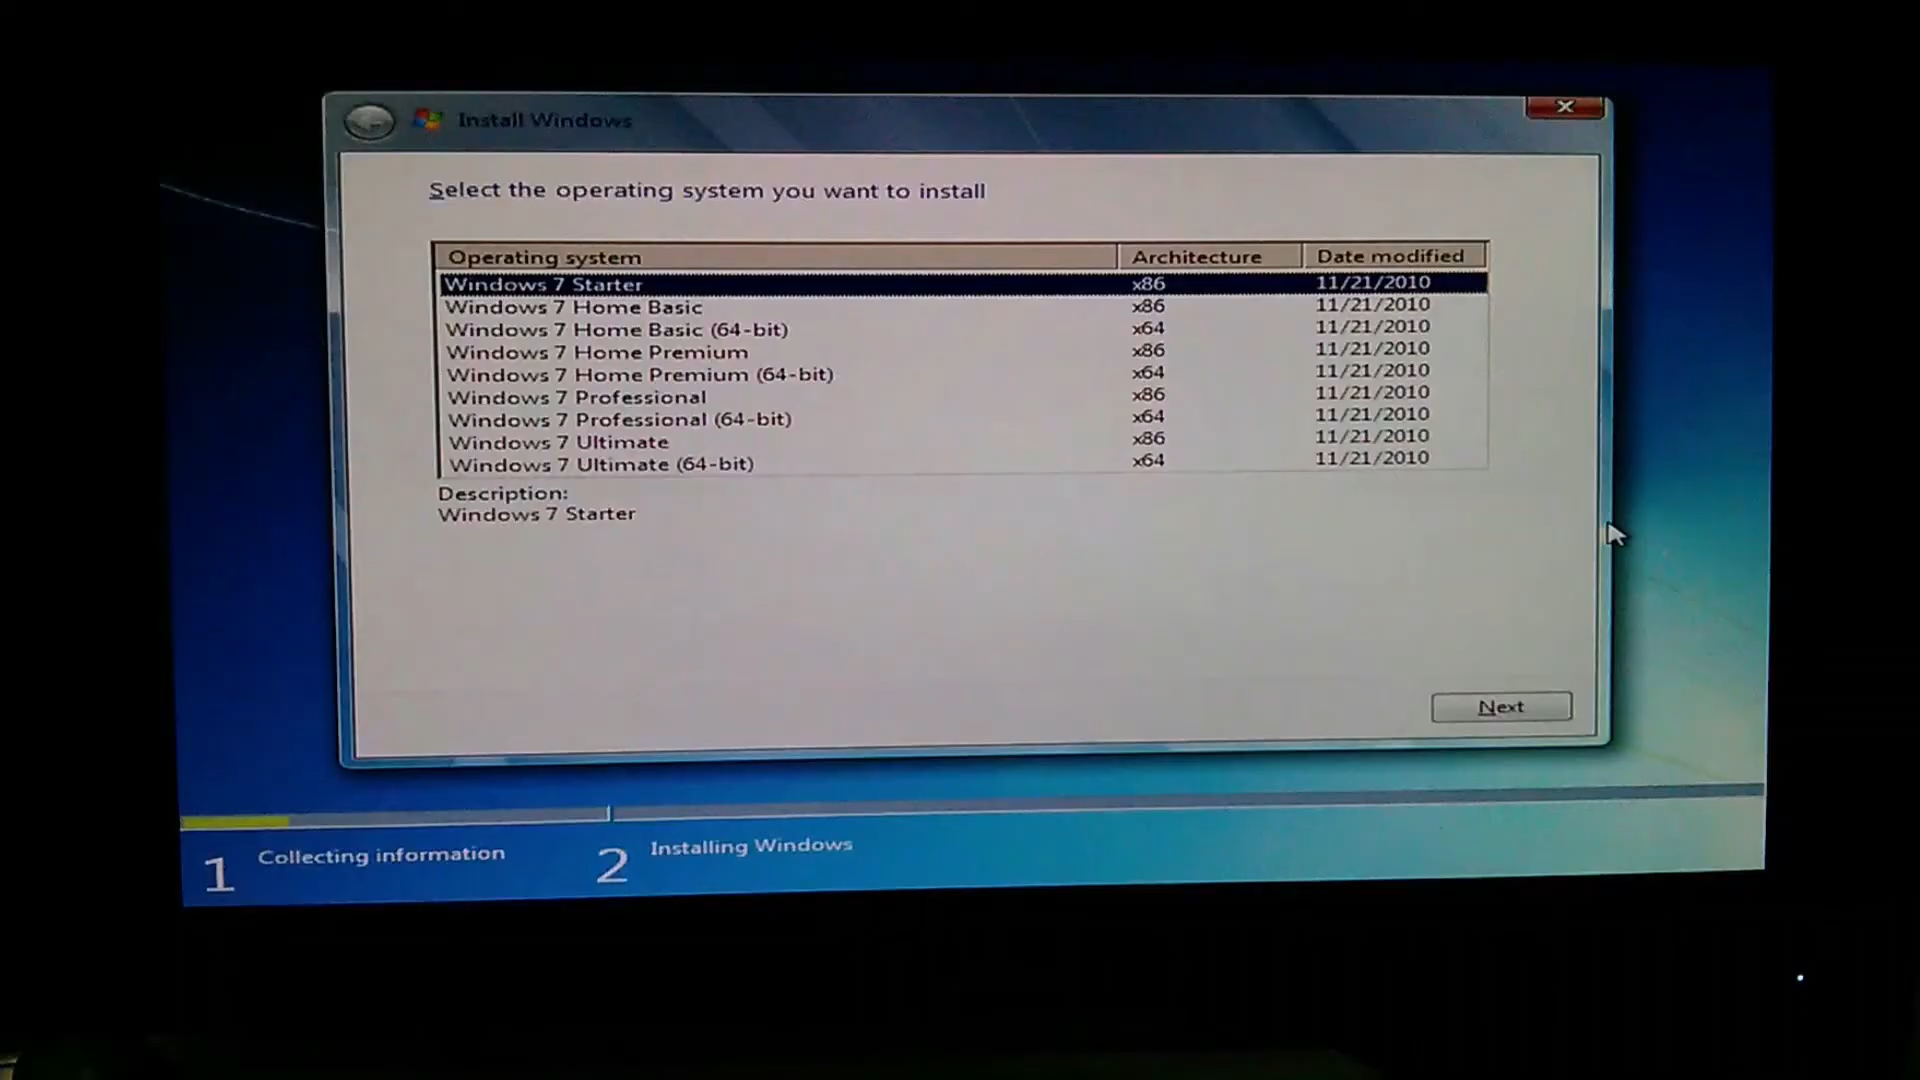 Install Windows
Select the operating system you want to install
Operating system Architecture Date modified
Windows 7 Starter x86 11/21/2010
Windows 7 Home Basic x86 11/21/2010
Windows 7 Home Basic (64-bit) x64 11/21/2010
Windows 7 Home Premium x86 11/21/2010
Windows 7 Home Premium (64-bit) x64 11/21/2010
Windows 7 Professional x86 11/21/2010
Windows 7 Professional (64-bit) x64 11/21/2010
Windows 7 Ultimate x86 11/21/2010
Windows 7 Ultimate (64-bit) x64 11/21/2010
Description:
Windows 7 Starter
Next
1 Collecting information 2 Installing Windows